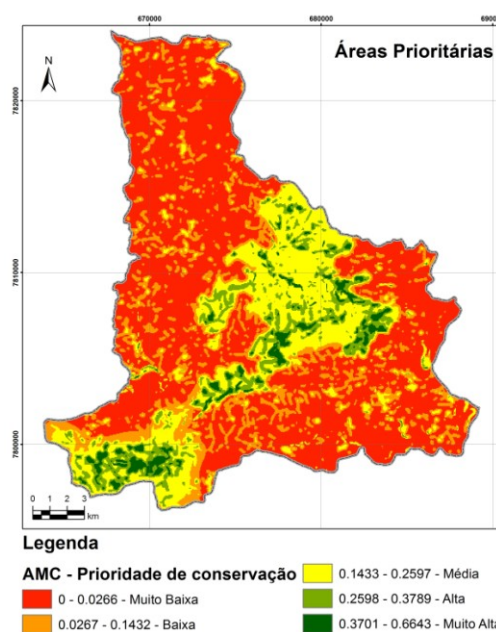 670000 680000 690
Áreas Prioritárias
N
7820000
7810000
7800000
0 1 2 3
km
Legenda
AMC - Prioridade de conservação
0 - 0.0266 - Muito Baixa
0.0267 - 0.1432 - Baixa
0.1433 - 0.2597 - Média
0.2598 - 0.3789 - Alta
0.3701 - 0.6643 - Muito Alta